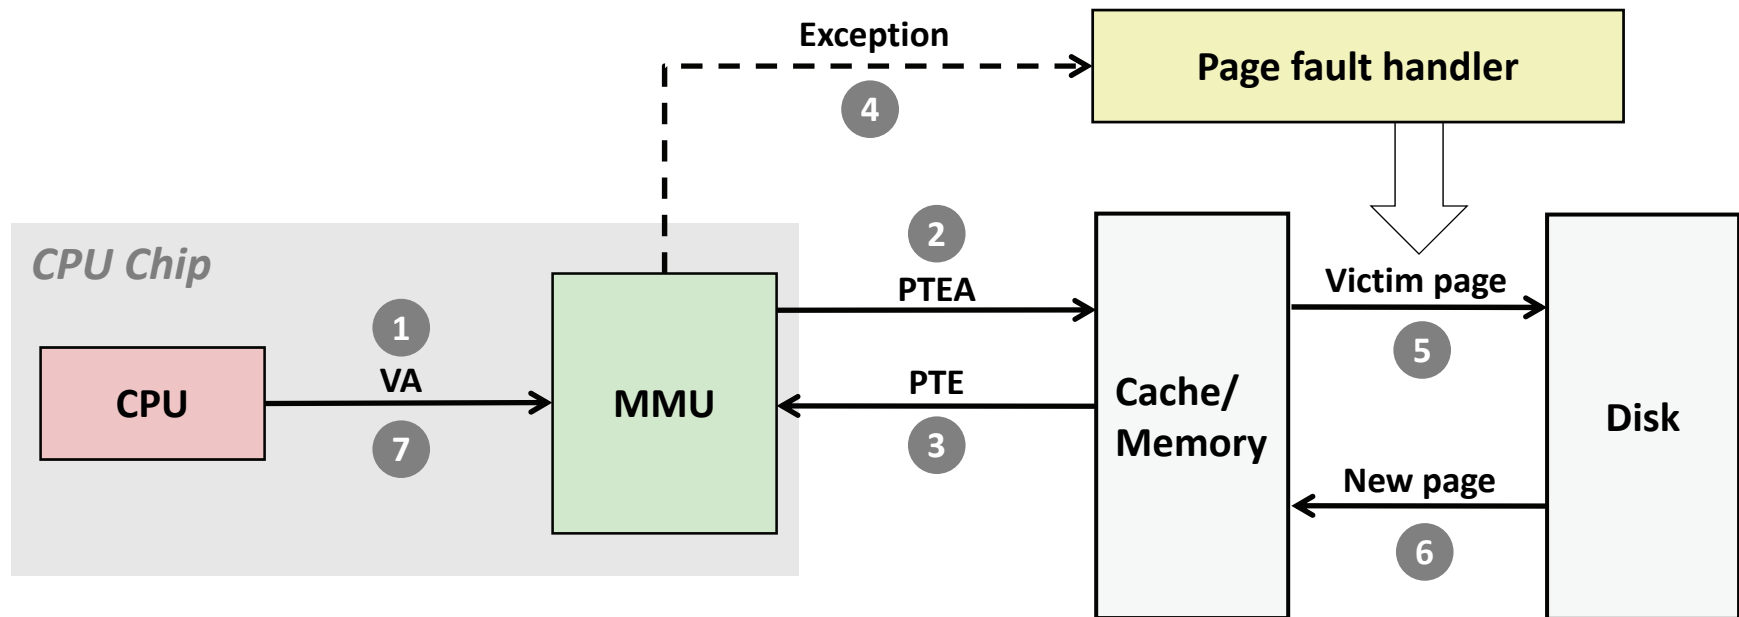 Exception
4
Page fault handler
CPU Chip
2
PTEA
1
VA
CPU
7
MMU
PTE
3
Cache/
Memory
Victim page
5
Disk
New page
6